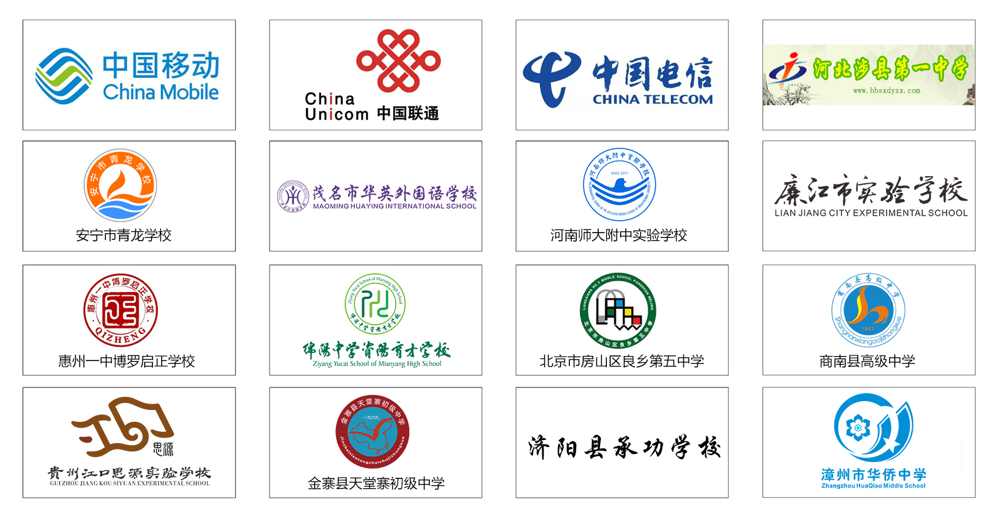 中国移动
China Mobile
China
Unicom 中国联通
中国电信
CHINA TELECOM
河北涉县第一中学
www.hbsxdyzx.com
安宁市青龙学校
安宁市青龙学校
茂名市华英外国语学校
MAOMING HUAYING INTERNATIONAL SCHOOL
河南师大附中实验学校
SINCE 2017
河南师大附中实验学校
廉江市实验学校
LIAN JIANG CITY EXPERIMENTAL SCHOOL
惠州一中博罗启正学校
QIZHENG
惠州一中博罗启正学校
Ziyang Yucai School of Mianyang High School
绵阳中学資陽育才学校
绵陽中学資陽育才学校
Ziyang Yucai School of Mianyang High School
LIANGXIANG NO.5 MIDDLE SCHOOL FANGSHAN BEIJING
北京市房山区良乡第五中学
北京市房山区良乡第五中学
商南县高级中学
1941
Shangnanxiangaojizhongxue
商南县高级中学
思源
贵州江口思源实验学校
GUI ZHOU JIANG KOU SIYUAN EXPERIMENTAL SCHOOL
金寨县天堂寨初级中学
一九六九
Jinzhaitiantangzhaichujizhongxue
金寨县天堂寨初级中学
济阳县承功学校
漳州市华侨中学
Zhangzhou HuaQiao Middle School